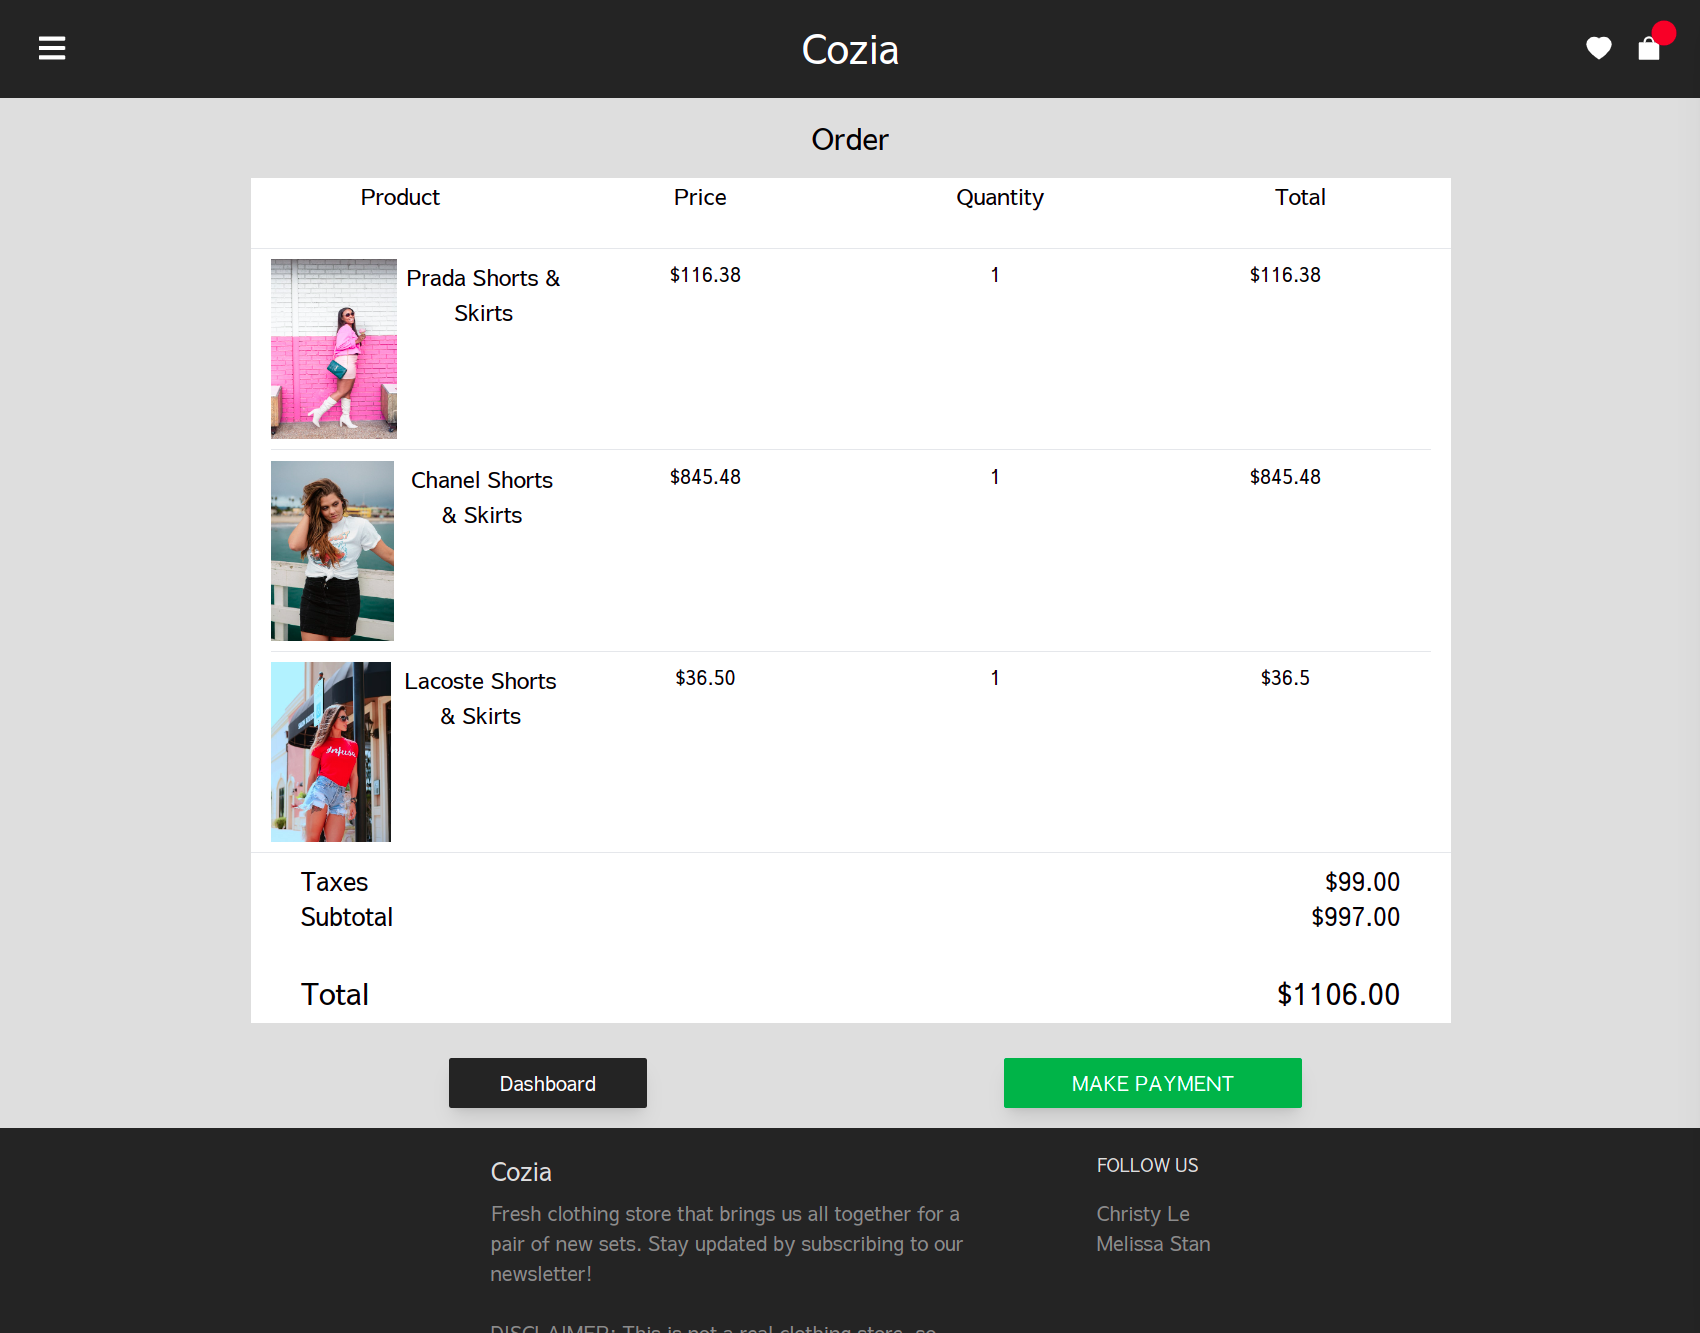 Cozia
Order
Product Price Quantity Total
Prada Shorts & $116.38 1 $116.38
Skirts
Chanel Shorts $845.48 1 $845.48
& Skirts
Lacoste Shorts $36.50 1 $36.5
& Skirts
Infuse
Taxes $99.00
Subtotal $997.00
Total $1106.00
Dashboard MAKE PAYMENT
Cozia
Fresh clothing store that brings us all together for a
pair of new sets. Stay updated by subscribing to our
newsletter!
DISCLAIMER: This is not a real clothing store, so
FOLLOW US
Christy Le
Melissa Stan